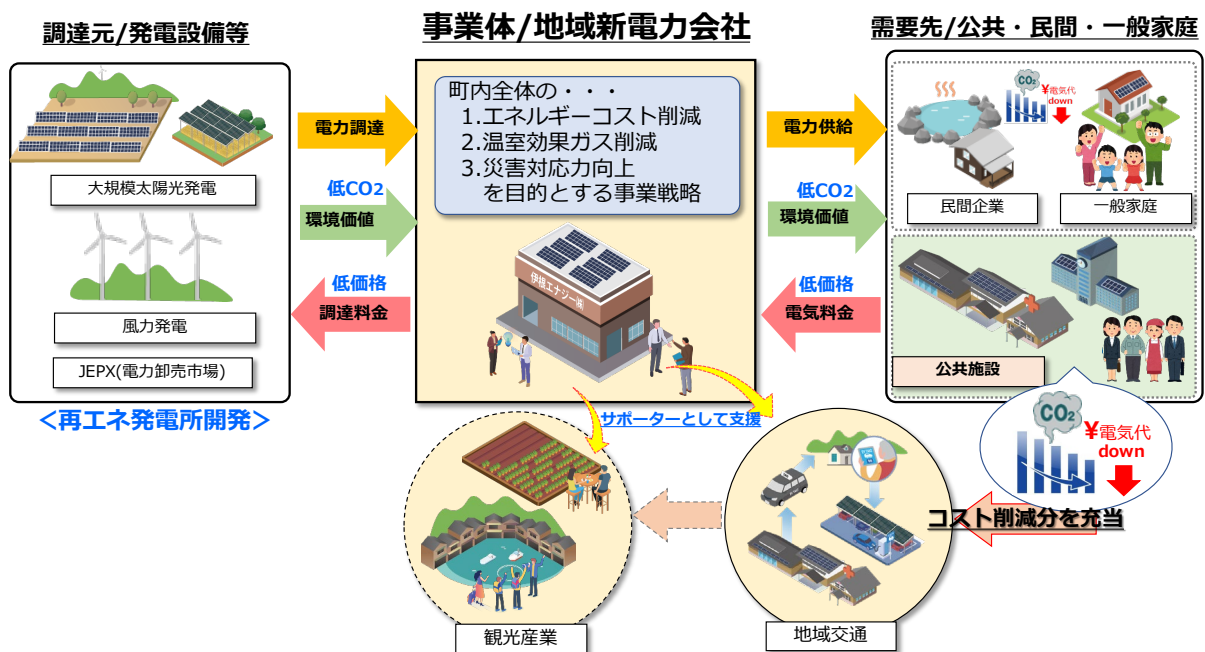 調達元/発電設備等
大規模太陽光発電
風力発電
JEPX(電力卸売市場)
<再エネ発電所開発>
電力調達
低CO2
環境価値
低価格
調達料金
事業体/地域新電力会社
町内全体の・・・
1.エネルギーコスト削減
2.温室効果ガス削減
3.災害対応力向上
を目的とする事業戦略
伊根エナジー㈱
電力供給
低CO2
環境価値
低価格
電気料金
需要先/公共・民間・一般家庭
CO2
¥電気代
down
民間企業
一般家庭
公共施設
サポーターとして支援
CO2
¥電気代
down
コスト削減分を充当
観光産業
地域交通